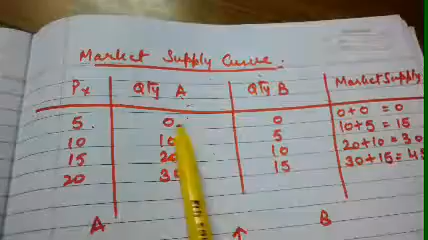 Market Supply Curve.
Px Qty A Qty B Market Supply
5 0 0 0+0 = 0
10 10 5 10+5 = 15
15 20 10 20+10 = 30
20 30 15 30+15 = 45
A B